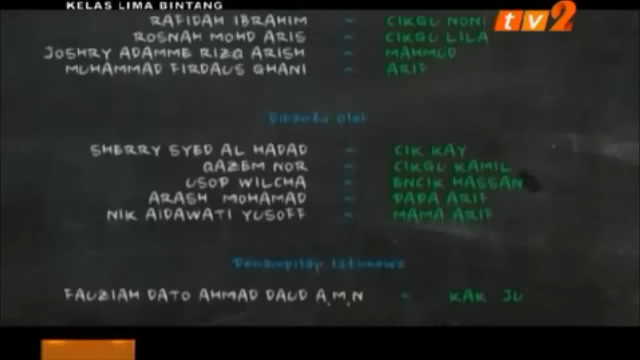 KELAS LIMA BINTANG
tv2
RAFIDAH IBRAHIM ~ CIKGU NONI
ROSNAH MOHD ARIS ~ CIKGU LILA
JOSHRY ADAMME RIZQ ARISH ~ MAHMUD
MUHAMMAD FIRDAUS GHANI ~ ARIF
Dibantu oleh
SHERRY SYED AL HADAD ~ CIK KAY
QAZEM NOR ~ CIKGU KAMIL
USOP WILCHA ~ ENCIK HASSAN
ARASH MOHAMAD ~ PAPA ARIF
NIK AIDAWATI YUSOFF ~ MAMA ARIF
Penampilan Istimewa
FAUZIAH DATO AHMAD DAUD A.M.N ~ KAK JU